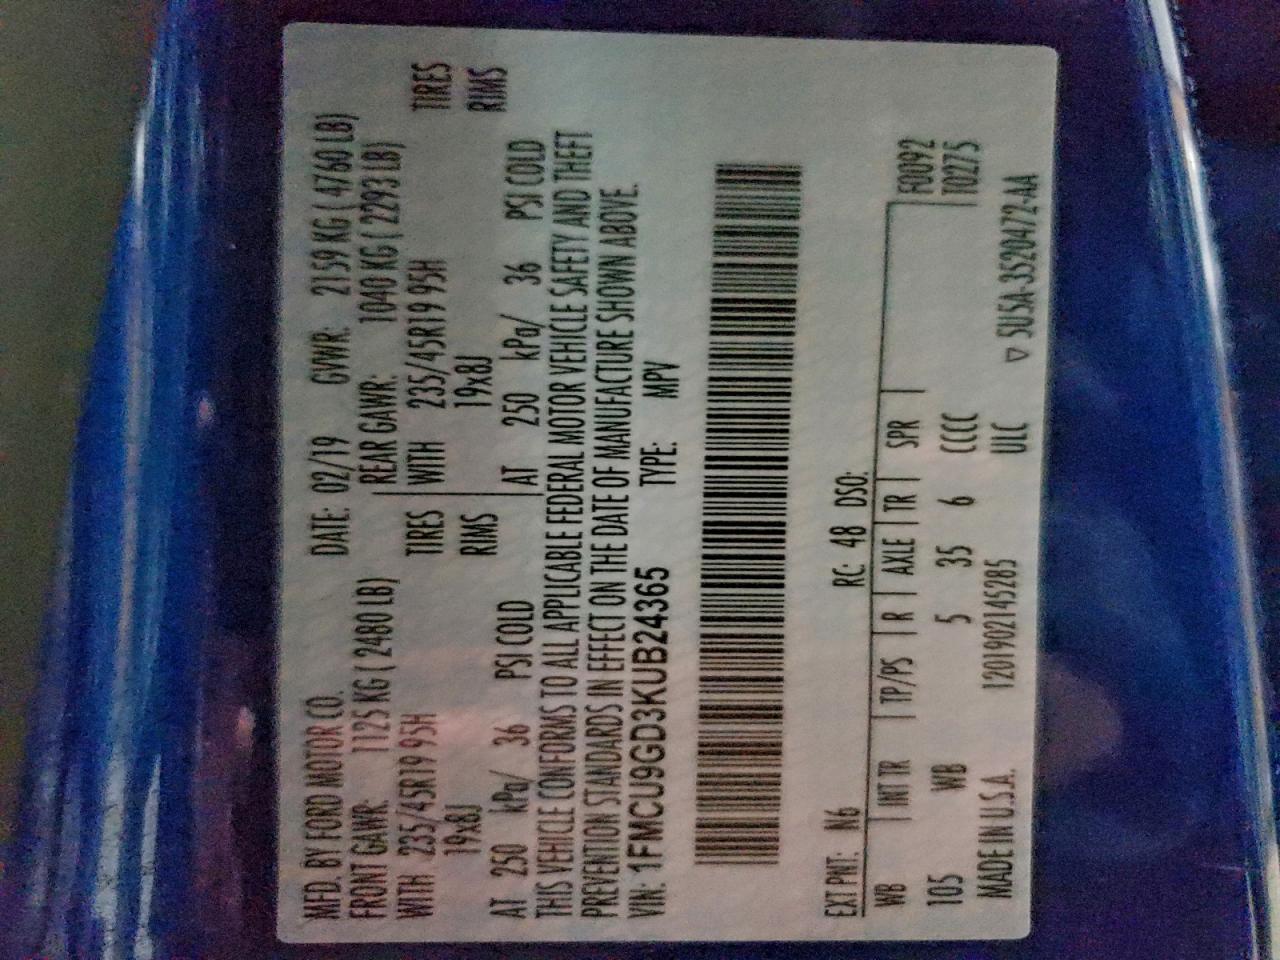 MFD. BY FORD MOTOR CO. DATE: 02/19 GVWR: 2159 KG ( 4760 LB)
FRONT GAWR: 1125 KG ( 2480 LB) REAR GAWR: 1040 KG ( 2293 LB)
WITH 235/45R19 95H TIRES WITH 235/45R19 95H TIRES
19x8J RIMS 19x8J RIMS
AT 250 kPa/ 36 PSI COLD AT 250 kPa/ 36 PSI COLD
THIS VEHICLE CONFORMS TO ALL APPLICABLE FEDERAL MOTOR VEHICLE SAFETY AND THEFT
PREVENTION STANDARDS IN EFFECT ON THE DATE OF MANUFACTURE SHOWN ABOVE.
VIN: 1FMCU9GD3KUB24365 TYPE: MPV
EXT PNT: N6 RC: 48 DSO:
WB INT TR TP/PS R AXLE TR SPR F0092
105 WB 5 35 6 CCCC T0275
MADE IN U.S.A. 1201902145285 ULC ▽ SU5A-3520472-AA